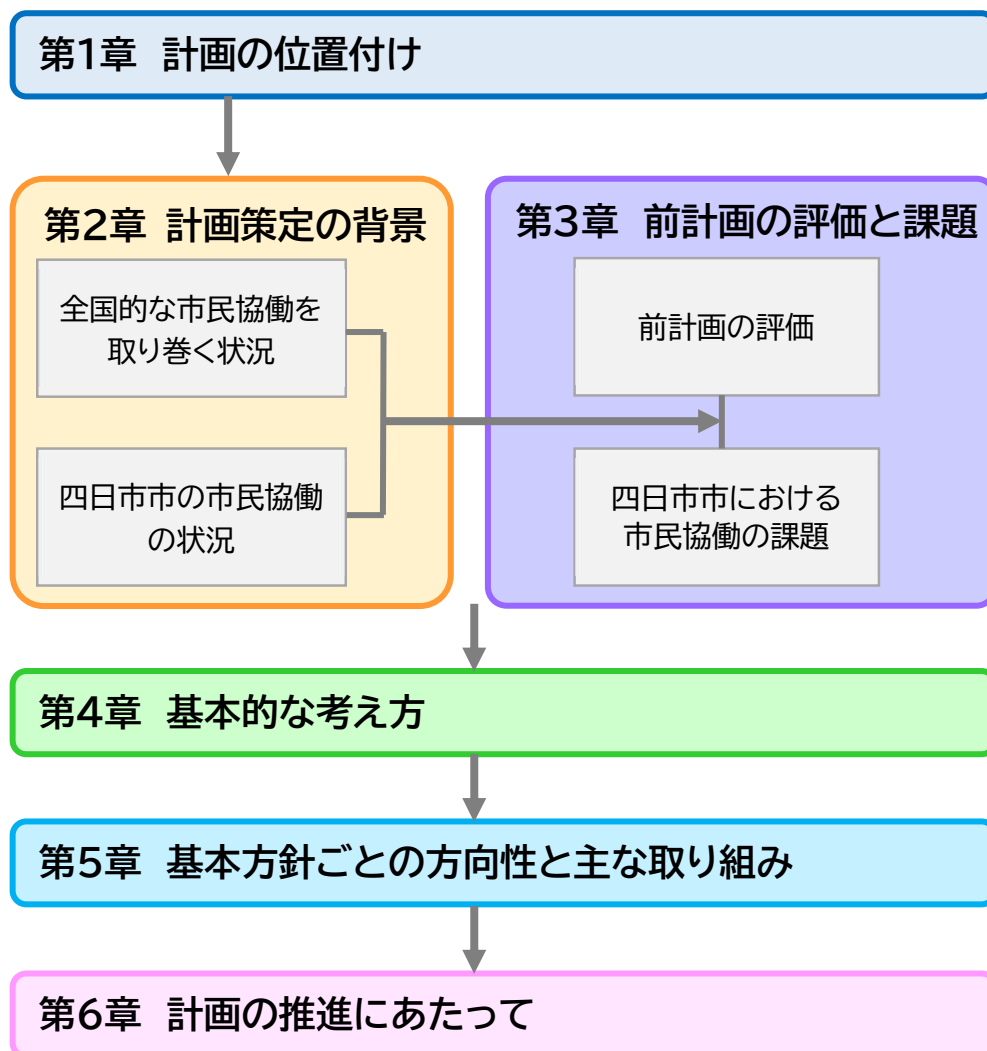 第1章 計画の位置付け
第2章 計画策定の背景
全国的な市民協働を
取り巻く状況
四日市市の市民協働
の状況
第3章 前計画の評価と課題
前計画の評価
四日市市における
市民協働の課題
第4章 基本的な考え方
第5章 基本方針ごとの方向性と主な取り組み
第6章 計画の推進にあたって